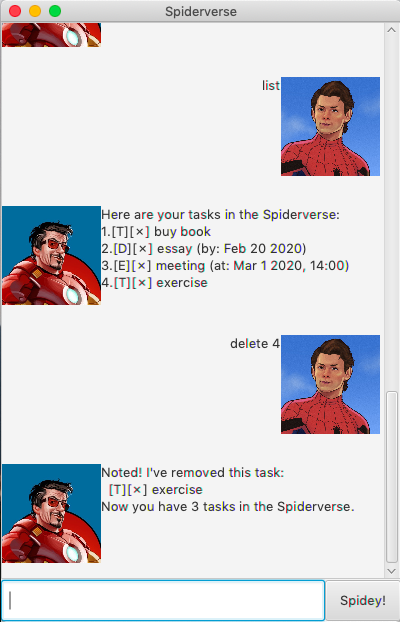 Spiderverse
list
Here are your tasks in the Spiderverse:
1.[T][×] buy book
2.[D][×] essay (by: Feb 20 2020)
3.[E][×] meeting (at: Mar 1 2020, 14:00)
4.[T][×] exercise
delete 4
Noted! I've removed this task:
[T][×] exercise
Now you have 3 tasks in the Spiderverse.
Spidey!